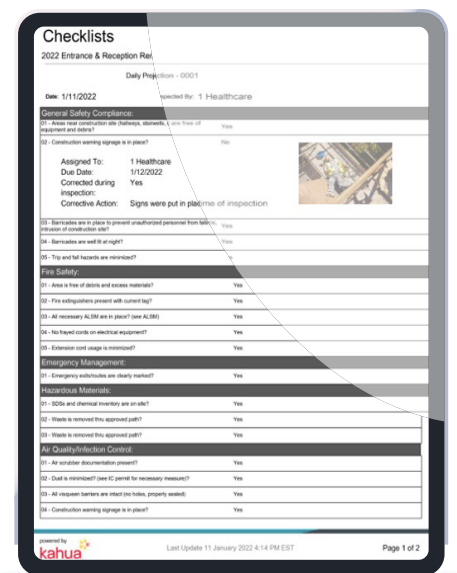 Checklists
2022 Entrance & Reception
Date: 1/11/2022 Inspected By: 1 Healthcare
General Safety Compliance:
01 - Areas near construction site (hallways, stairwells, are free of Yes
equipment and debris?
02 - Construction warning signage is in place? No
Assigned To: 1 Healthcare
Due Date: 1/12/2022
Corrected during Yes
inspection:
Corrective Action: Signs were put in place of inspection
03 - Barricades are in place to prevent unauthorized personnel from Yes
intrusion of construction site?
04 - Barricades are well lit at night? Yes
05 - Trip and fall hazards are minimized?
Fire Safety:
01 - Area is free of debris and excess materials? Yes
02 - Fire extinguishers present with current tag? Yes
03 - All necessary ALSM are in place? (see ALSM) Yes
04 - No frayed cords on electrical equipment? Yes
05 - Extension cord usage is minimized? Yes
Emergency Management:
01 - Emergency exits/routes are clearly marked? Yes
Hazardous Materials:
01 - SDSs and chemical inventory are on site? Yes
02 - Waste is removed thru approved path? Yes
03 - Waste is removed thru approved path? Yes
Air Quality/Infection Control:
01 - Air scrubber documentation present? Yes
02 - Dust is minimized? (see IC permit for necessary measure)? Yes
03 - All visqueen barriers are intact (no holes, properly sealed) Yes
04 - Construction warning signage is in place? Yes
powered by
kahua
Last Update 11 January 2022 4:14 PM EST
Page 1 of 2